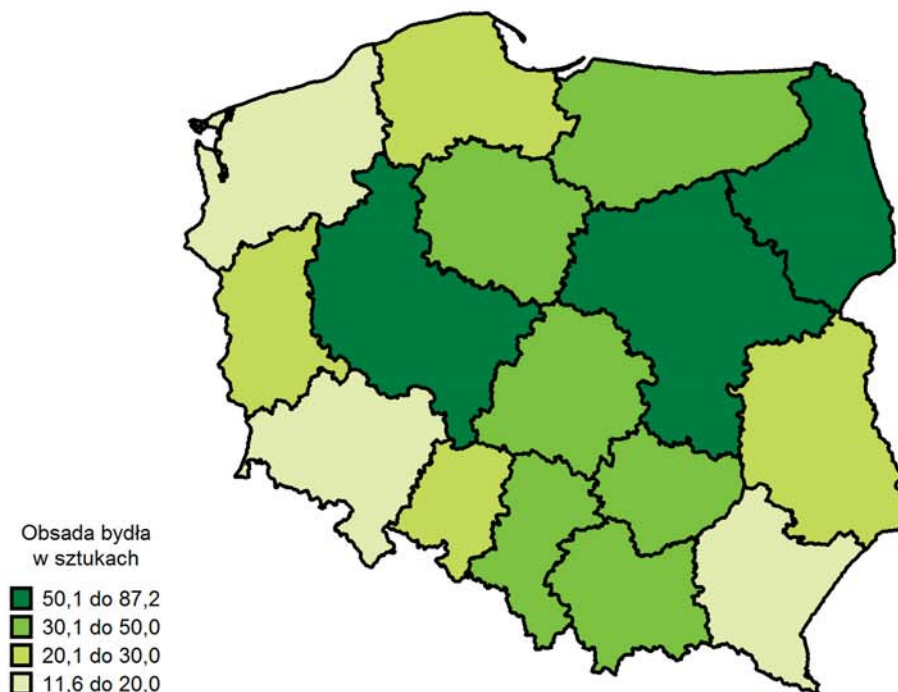 Obsada bydła
w sztukach
50,1 do 87,2
30,1 do 50,0
20,1 do 30,0
11,6 do 20,0